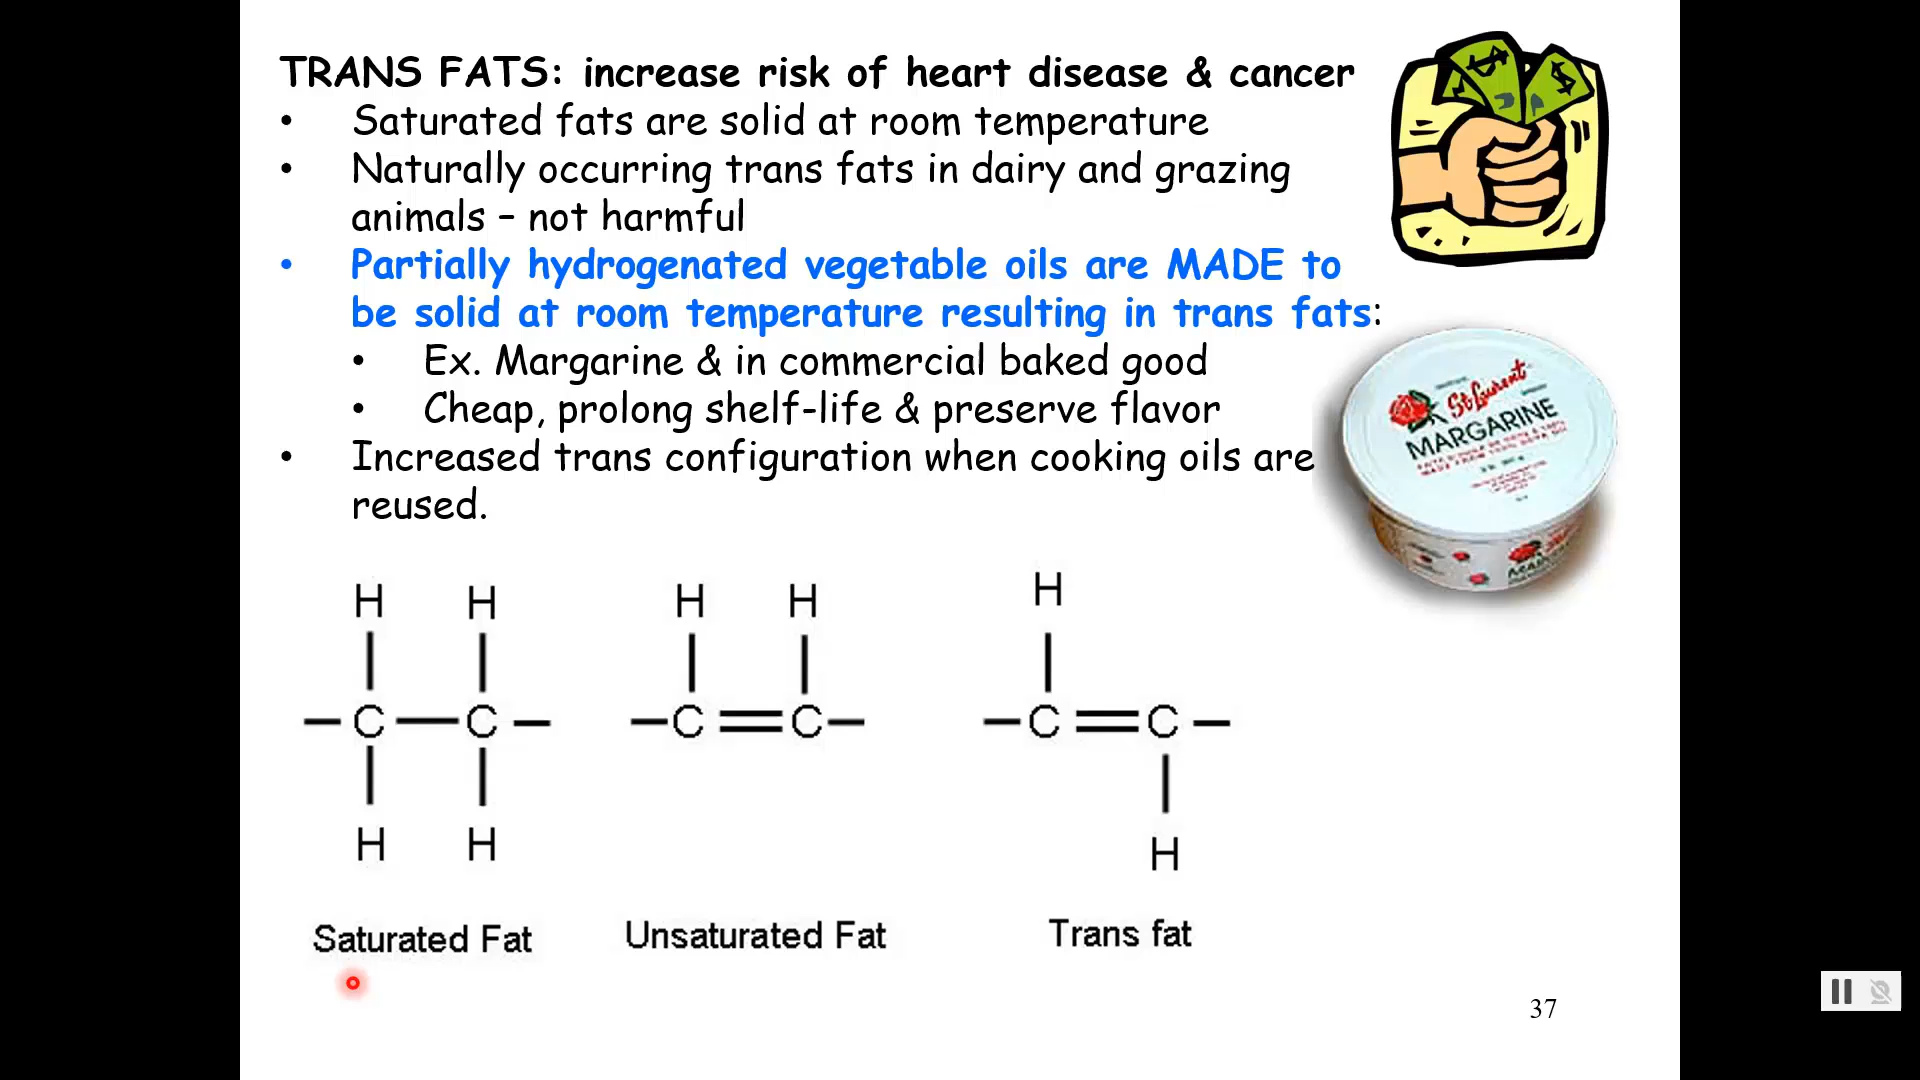 TRANS FATS: increase risk of heart disease & cancer
• Saturated fats are solid at room temperature
• Naturally occurring trans fats in dairy and grazing
animals – not harmful
• Partially hydrogenated vegetable oils are MADE to
be solid at room temperature resulting in trans fats:
• Ex. Margarine & in commercial baked good
• Cheap, prolong shelf-life & preserve flavor
• Increased trans configuration when cooking oils are
reused.
$ $
St Laurent
MARGARINE
MARGARINE
H H H H H
C C C C C C
H H H
Saturated Fat Unsaturated Fat Trans fat
37